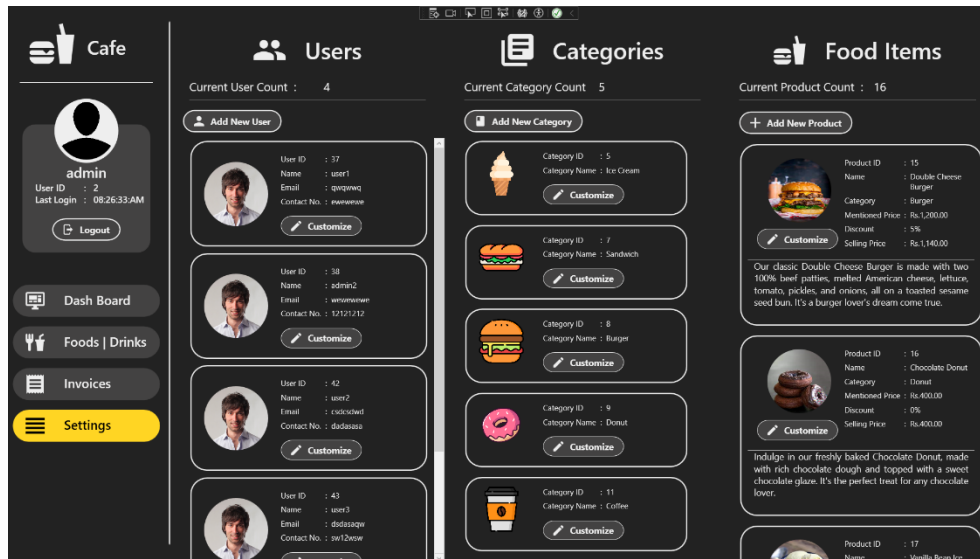 Cafe
admin
User ID : 2
Last Login : 08:26:33:AM
Logout
Dash Board
Foods | Drinks
Invoices
Settings
Users
Current User Count : 4
Add New User
User ID : 37
Name : user1
Email : qwqwwq
Contact No. : ewewewe
Customize
User ID : 38
Name : admin2
Email : wewewewe
Contact No. : 12121212
Customize
User ID : 42
Name : user2
Email : csdcsdwd
Contact No. : dadasasa
Customize
User ID : 43
Name : user3
Email : dsdasaqw
Contact No. : sw12wsw
Categories
Current Category Count 5
Add New Category
Category ID : 5
Category Name : Ice Cream
Customize
Category ID : 7
Category Name : Sandwich
Customize
Category ID : 8
Category Name : Burger
Customize
Category ID : 9
Category Name : Donut
Customize
Category ID : 11
Category Name : Coffee
Customize
Food Items
Current Product Count : 16
Add New Product
Product ID : 15
Name : Double Cheese
Burger
Category : Burger
Mentioned Price : Rs.1,200.00
Discount : 5%
Selling Price : Rs.1,140.00
Customize
Our classic Double Cheese Burger is made with two
100% beef patties, melted American cheese, lettuce,
tomato, pickles, and onions, all on a toasted sesame
seed bun. It's a burger lover's dream come true.
Product ID : 16
Name : Chocolate Donut
Category : Donut
Mentioned Price : Rs.400.00
Discount : 0%
Selling Price : Rs.400.00
Customize
Indulge in our freshly baked Chocolate Donut, made
with rich chocolate dough and topped with a sweet
chocolate glaze. It's the perfect treat for any chocolate
lover.
Product ID : 17
Name : Vanilla Bean Ice